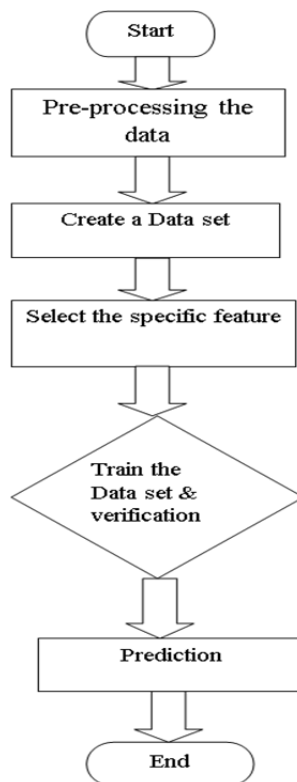 Start
Pre-processing the
data
Create a Data set
Select the specific feature
Train the
Data set &
verification
Prediction
End